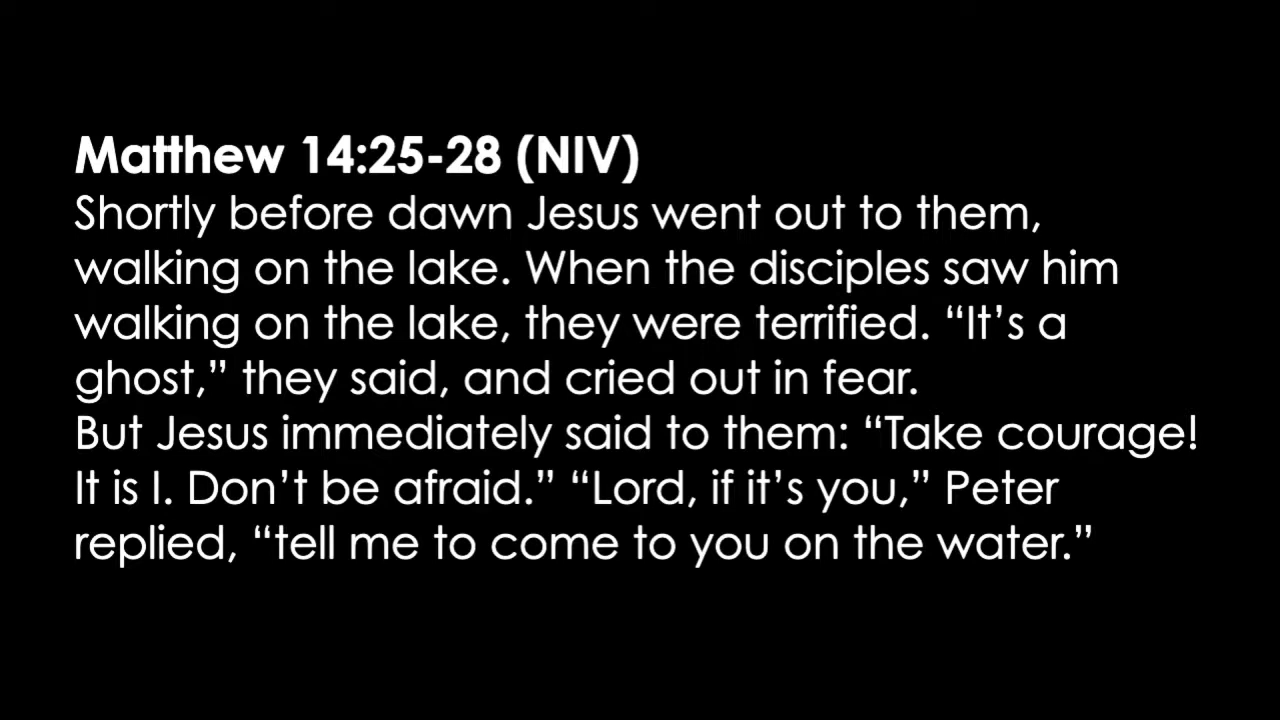 Matthew 14:25-28 (NIV)
Shortly before dawn Jesus went out to them,
walking on the lake. When the disciples saw him
walking on the lake, they were terrified. “It’s a
ghost,” they said, and cried out in fear.
But Jesus immediately said to them: “Take courage!
It is I. Don’t be afraid.” “Lord, if it’s you,” Peter
replied, “tell me to come to you on the water.”